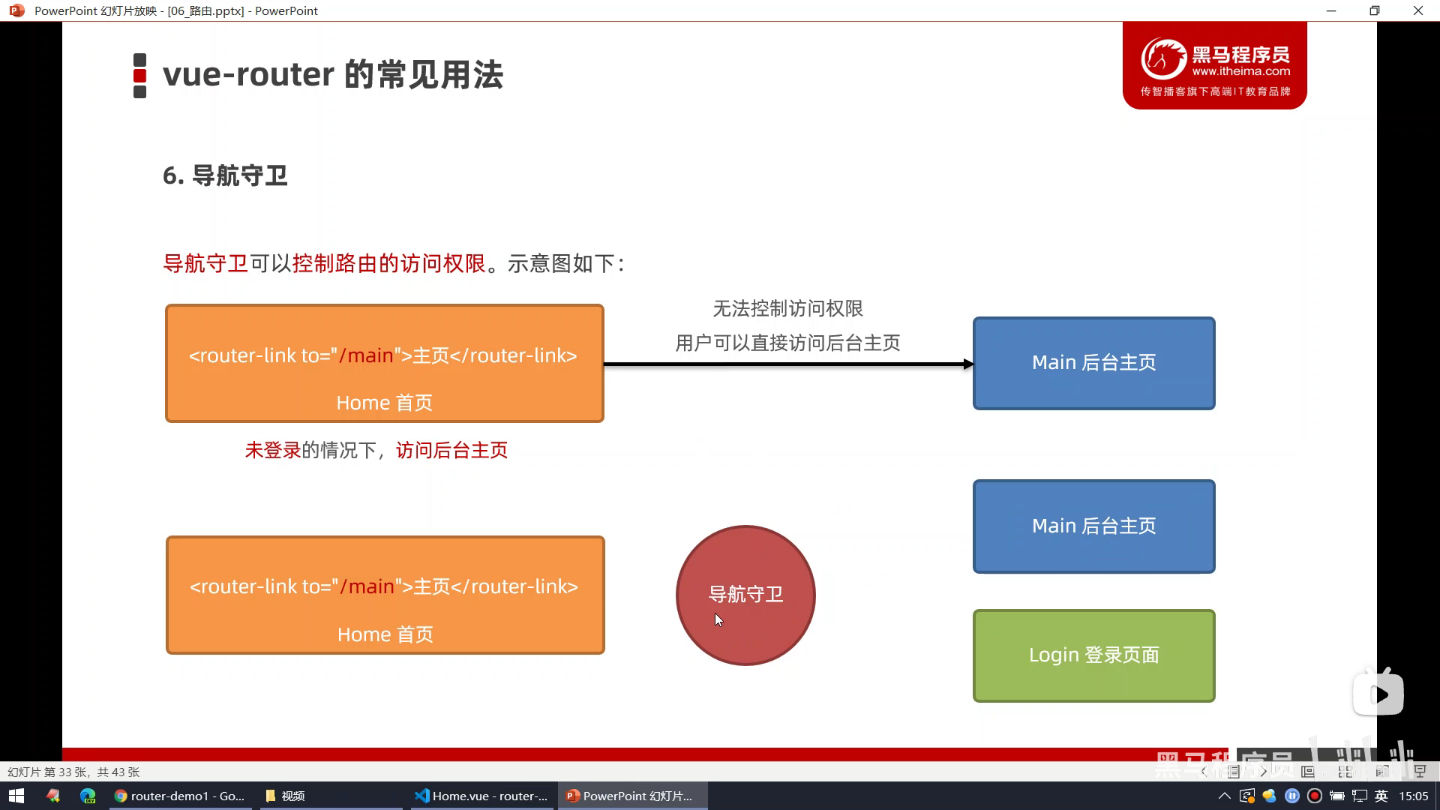 PowerPoint 幻灯片放映 - [06_路由.pptx] - PowerPoint
vue-router 的常见用法
黑马程序员
www.itheima.com
传智播客旗下高端IT教育品牌
6. 导航守卫
导航守卫可以控制路由的访问权限。示意图如下：
<router-link to="/main">主页</router-link>
Home 首页
无法控制访问权限
用户可以直接访问后台主页
Main 后台主页
未登录的情况下，访问后台主页
<router-link to="/main">主页</router-link>
Home 首页
导航守卫
Main 后台主页
Login 登录页面
黑马程序员
幻灯片 第 33 张，共 43 张
router-demo1 - Go...
视频
Home.vue - router-...
PowerPoint 幻灯片...
英
15:05